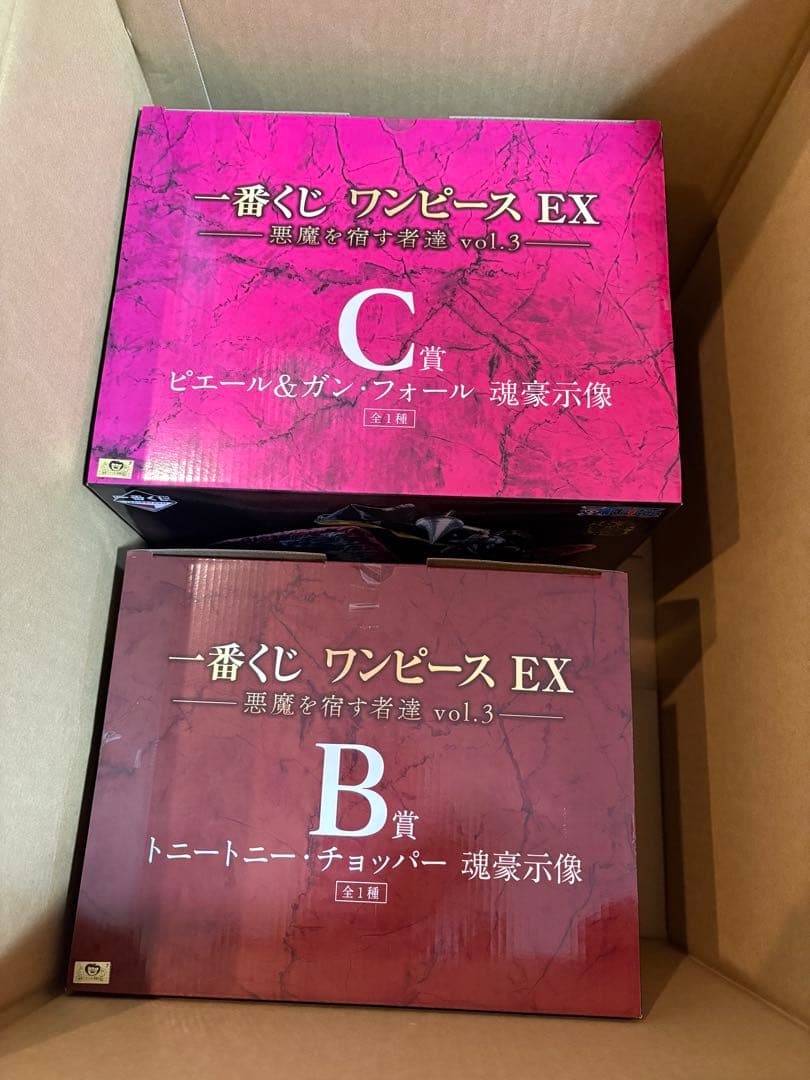 一番くじ ワンピース EX
悪魔を宿す者達 vol.3
C賞
ピエール&ガン・フォール 魂豪示像
全1種
一番くじ
一番くじ ワンピース EX
悪魔を宿す者達 vol.3
B賞
トニートニー・チョッパー 魂豪示像
全1種